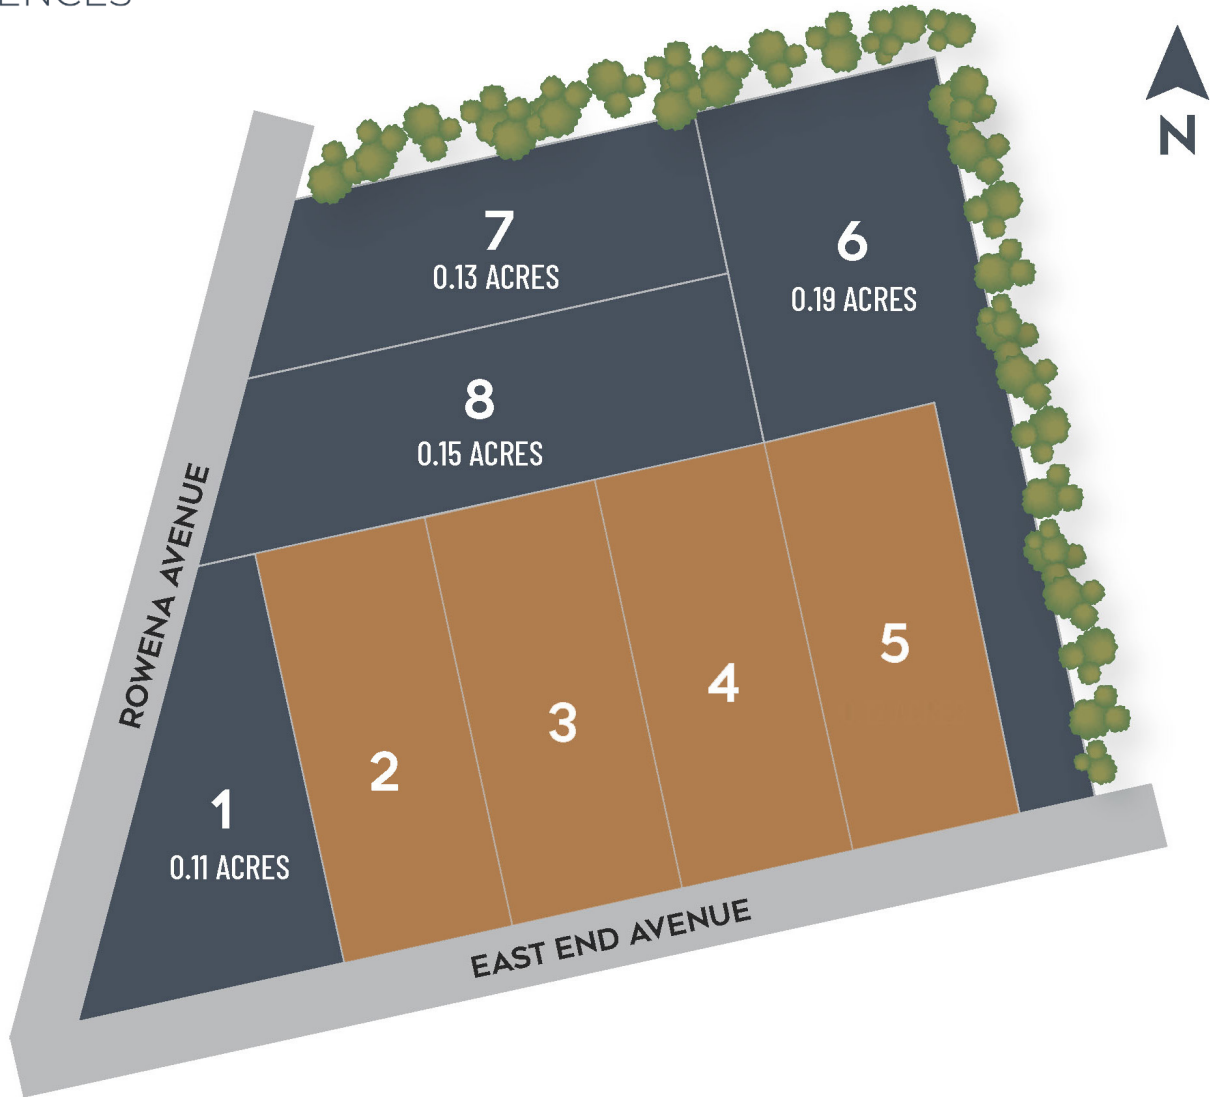 N
7
0.13 ACRES
6
0.19 ACRES
8
0.15 ACRES
ROWENA AVENUE
5
4
3
2
1
0.11 ACRES
EAST END AVENUE